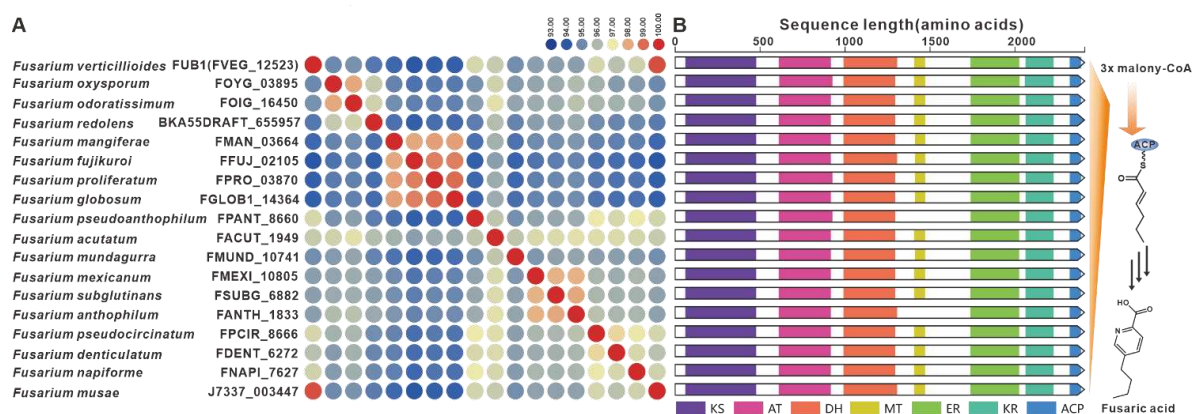 A
93.00 94.00 95.00 96.00 97.00 98.00 99.00 100.00
Fusarium verticillioides FUB1(FVEG_12523)
Fusarium oxysporum FOYG_03895
Fusarium odoratissimum FOIG_16450
Fusarium redolens BKA55DRAFT_655957
Fusarium mangiferae FMAN_03664
Fusarium fujikuroi FFUJ_02105
Fusarium proliferatum FPRO_03870
Fusarium globosum FGLOB1_14364
Fusarium pseudoanthophilum FPANT_8660
Fusarium acutatum FACUT_1949
Fusarium mundagurra FMUND_10741
Fusarium mexicanum FMEXI_10805
Fusarium subglutinans FSUBG_6882
Fusarium anthophilum FANTH_1833
Fusarium pseudocircinatum FPCIR_8666
Fusarium denticulatum FDENT_6272
Fusarium napiforme FNAPI_7627
Fusarium musae J7337_003447
B
Sequence length(amino acids)
0 500 1000 1500 2000
KS AT DH MT ER KR ACP
3x malony-CoA
ACP
S
O
HO
O
N
Fusaric acid